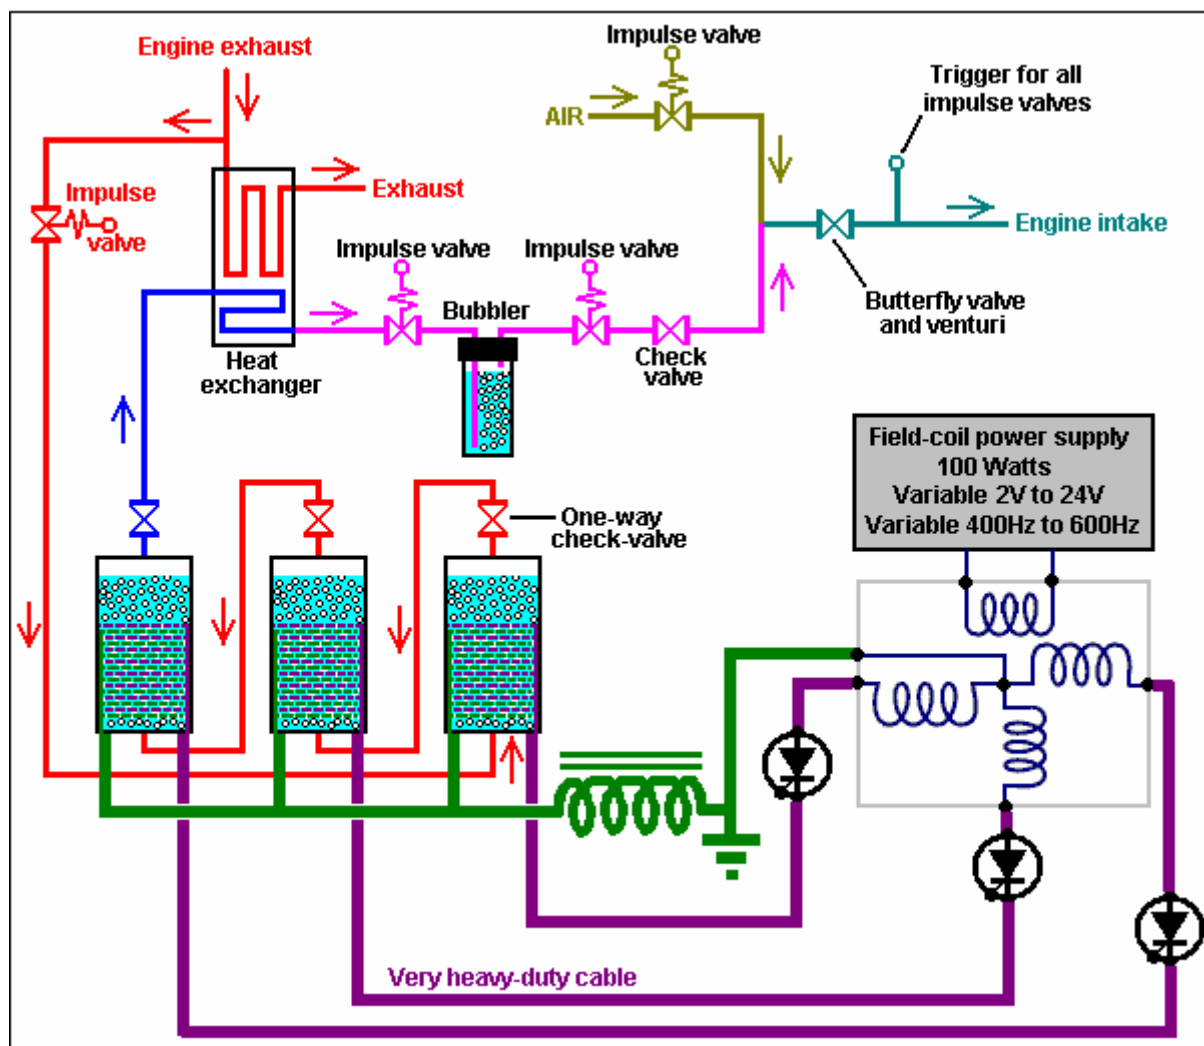 Impulse valve
Engine exhaust
Trigger for all
impulse valves
AIR
Impulse
valve
Exhaust
Engine intake
Impulse valve
Impulse valve
Bubbler
Butterfly valve
and venturi
Heat
exchanger
Check
valve
Field-coil power supply
100 Watts
Variable 2V to 24V
Variable 400Hz to 600Hz
One-way
check-valve
Very heavy-duty cable